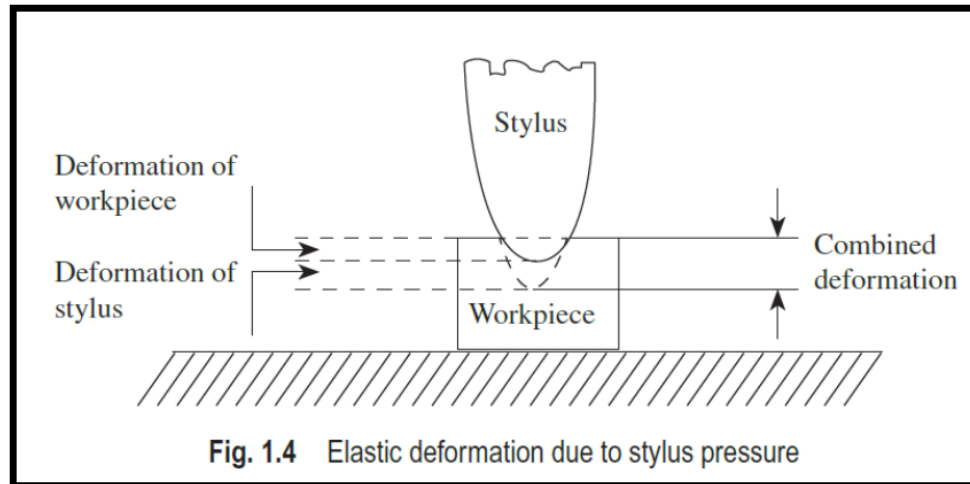 Stylus
Deformation of
workpiece
Deformation of
stylus
Combined
deformation
Workpiece
Fig. 1.4 Elastic deformation due to stylus pressure